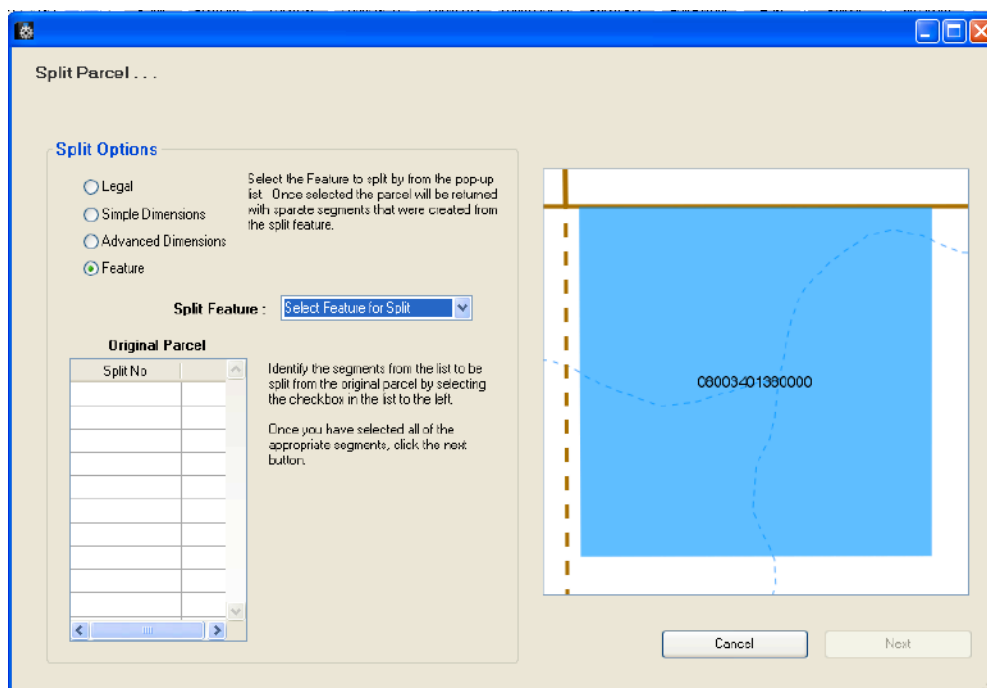 Split Parcel . . .
Split Options
Legal
Simple Dimensions
Advanced Dimensions
Feature
Select the Feature to split by from the pop-up
list. Once selected the parcel will be returned
with sparate segments that were created from
the split feature.
Split Feature :
Select Feature for Split
Original Parcel
Split No
Identify the segments from the list to be
split from the original parcel by selecting
the checkbox in the list to the left.
Once you have selected all of the
appropriate segments, click the next
button.
08003401380000
Cancel
Next